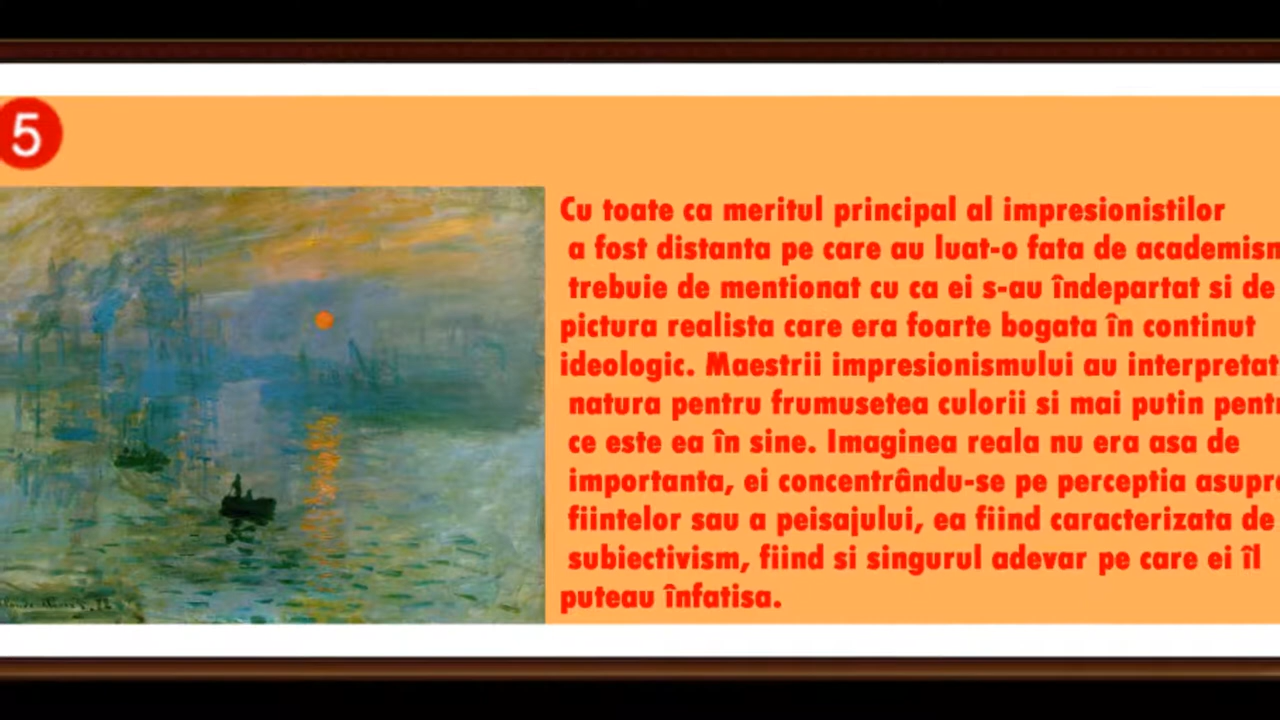 5
Cu toate ca meritul principal al impresionistilor
a fost distanta pe care au luat-o fata de
trebuie de mentionat cu ca ei s-au îndepartat si de
pictura realista care era foarte bogata în continut
ideologic. Maestrii impresionismului au interpretat
natura pentru frumusetea culorii si mai putin
ce este ea în sine. Imaginea reala nu era asa de
importanta, ei concentrându-se pe perceptia
fiintelor sau a peisajului, ea fiind caracterizata de
subiectivism, fiind si singurul adevar pe care ei îl
puteau înfatisa.